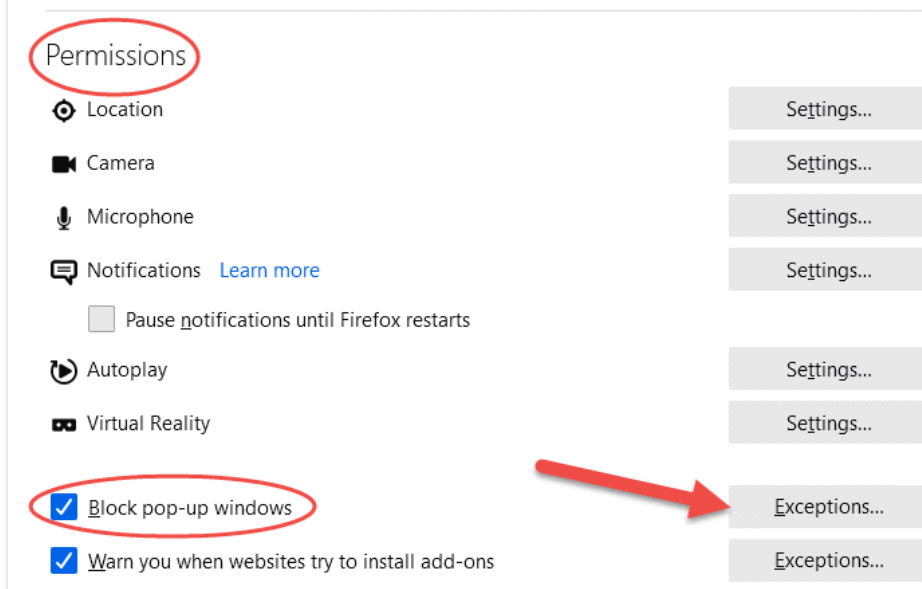 Permissions
Location Settings...
Camera Settings...
Microphone Settings...
Notifications Learn more Settings...
Pause notifications until Firefox restarts
Autoplay Settings...
Virtual Reality Settings...
Block pop-up windows Exceptions...
Warn you when websites try to install add-ons Exceptions...